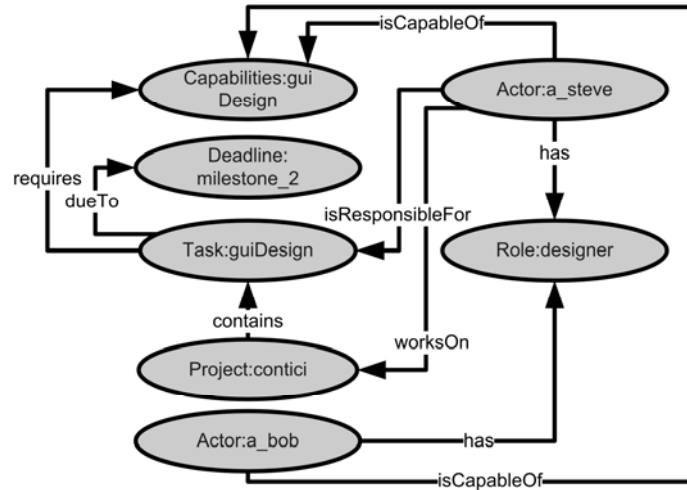 isCapableOf
Capabilities:gui
Design
Actor:a_steve
Deadline:
milestone_2
has
requires
dueTo
isResponsibleFor
Task:guiDesign
Role:designer
contains
worksOn
Project:contici
Actor:a_bob
has
isCapableOf